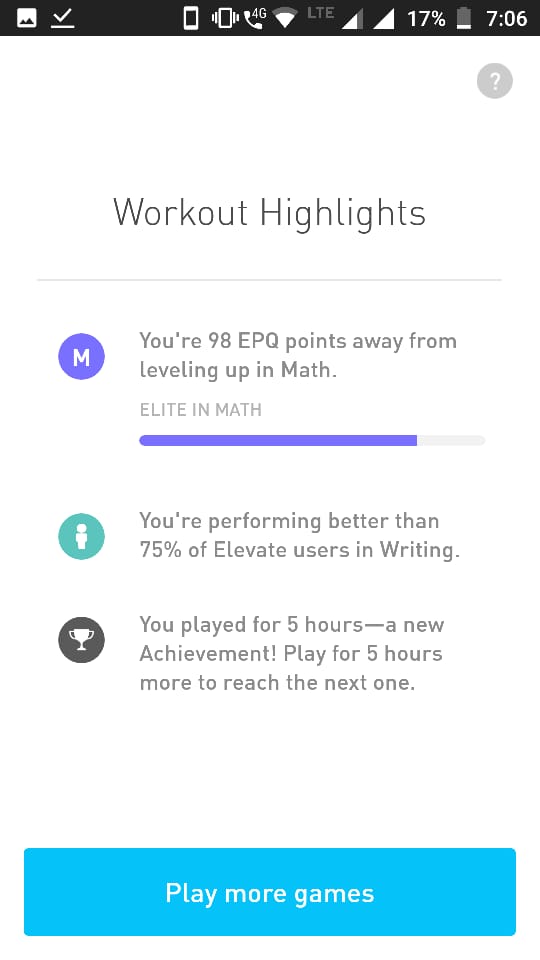 4G LTE 17% 7:06
?
Workout Highlights
M
You're 98 EPQ points away from
leveling up in Math.
ELITE IN MATH
You're performing better than
75% of Elevate users in Writing.
You played for 5 hours—a new
Achievement! Play for 5 hours
more to reach the next one.
Play more games